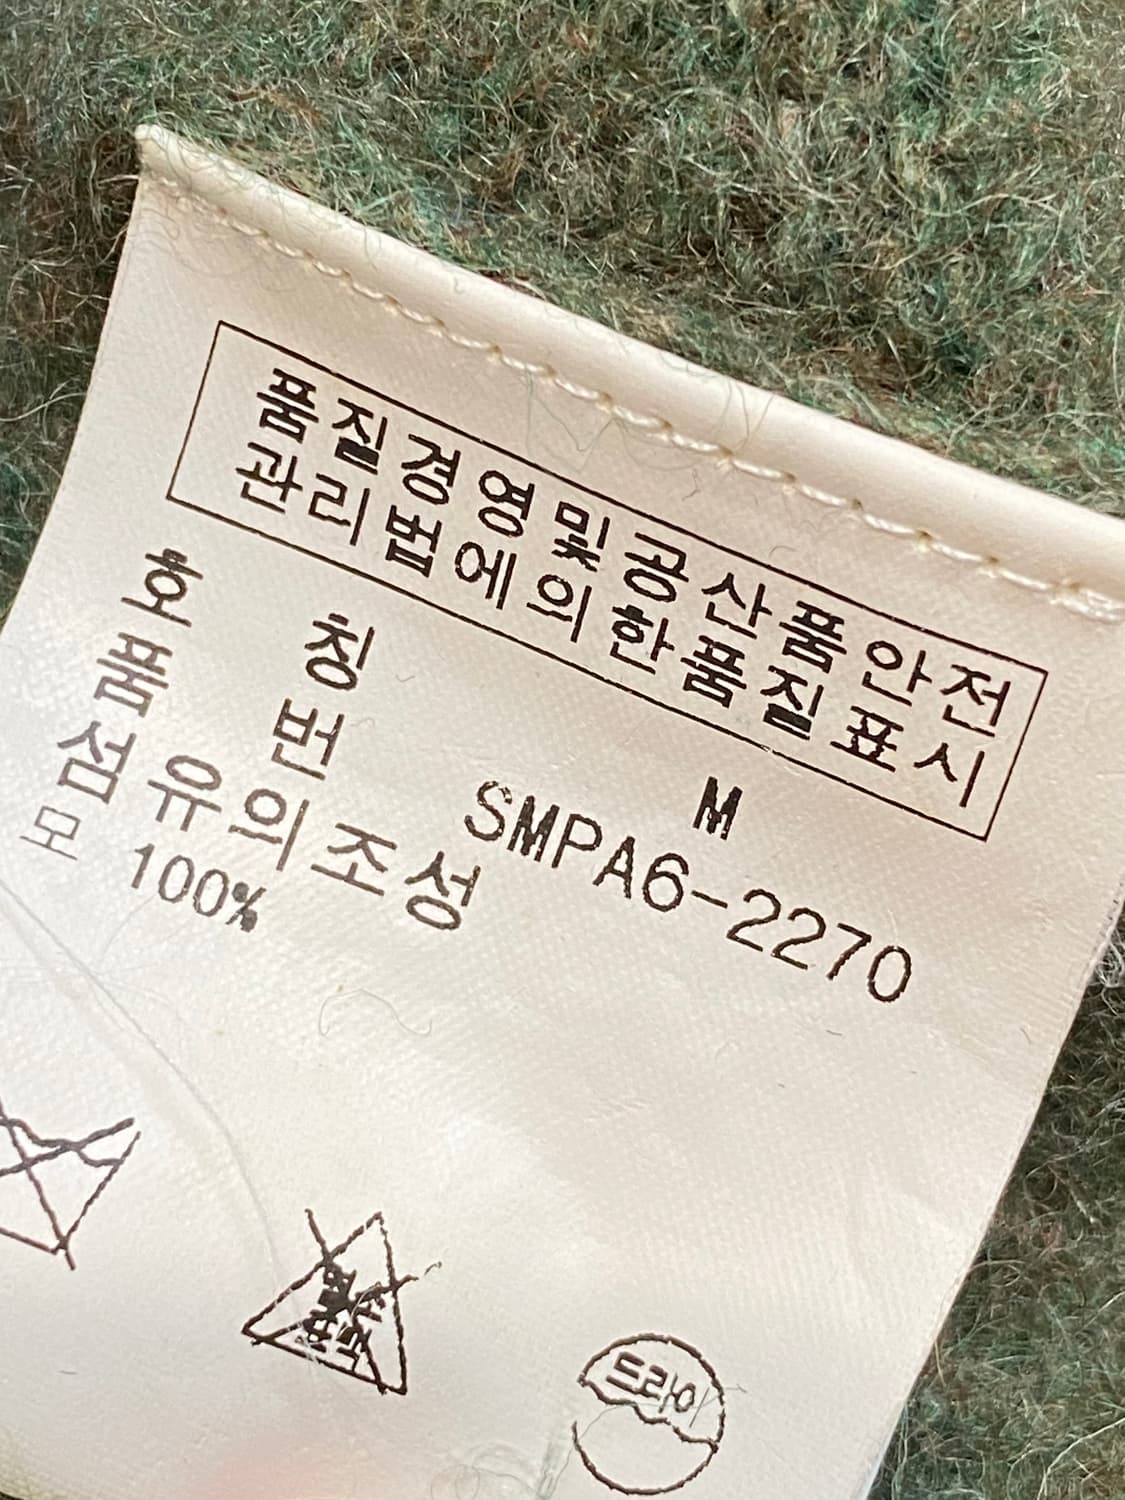 품질경영및공산품안전
관리법에의한품질표시
호 칭 M
품 번 SMPA6-2270
섬유의조성
모 100%
드라이